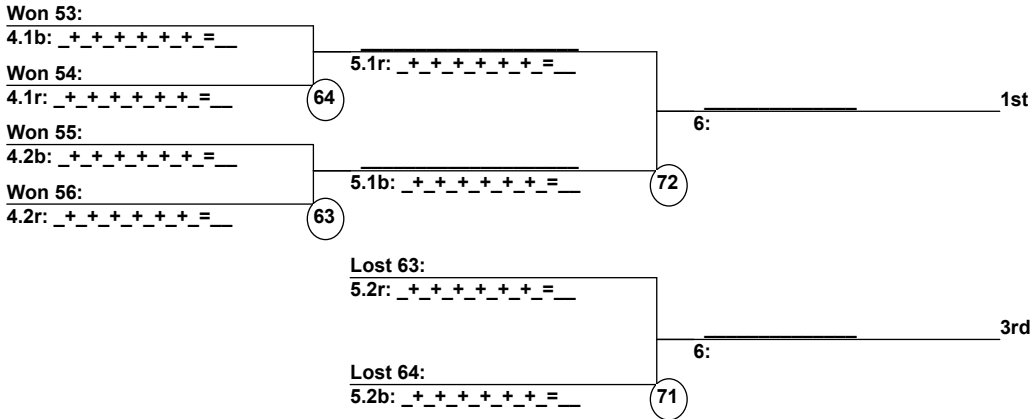 Won 53:
4.1b: _+_+_+_+_+_=__
Won 54:
4.1r: _+_+_+_+_+_=__
64
Won 55:
4.2b: _+_+_+_+_+_=__
Won 56:
4.2r: _+_+_+_+_+_=__
63
5.1r: _+_+_+_+_+_=__
5.1b: _+_+_+_+_+_=__
72
6:
1st
Lost 63:
5.2r: _+_+_+_+_+_=__
Lost 64:
5.2b: _+_+_+_+_+_=__
71
6:
3rd